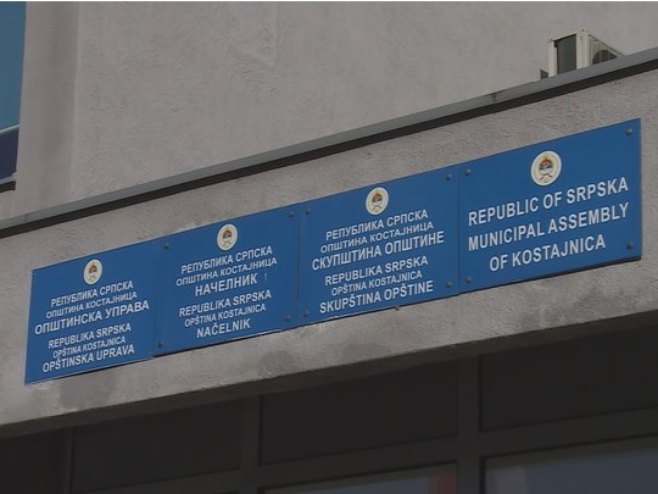 РЕПУБЛИКА СРПСКА
ОПШТИНА КОСТАЈНИЦА
ОПШТИНСКА УПРАВА
REPUBLIKA SRPSKA
OPŠTINA KOSTAJNICA
OPŠTINSKA UPRAVA
РЕПУБЛИКА СРПСКА
ОПШТИНА КОСТАЈНИЦА
НАЧЕЛНИК
REPUBLIKA SRPSKA
OPŠTINA KOSTAJNICA
NAČELNIK
РЕПУБЛИКА СРПСКА
ОПШТИНА КОСТАЈНИЦА
СКУПШТИНА ОПШТИНЕ
REPUBLIKA SRPSKA
OPŠTINA KOSTAJNICA
SKUPŠTINA OPŠTINE
REPUBLIC OF SRPSKA
MUNICIPAL ASSEMBLY
OF KOSTAJNICA